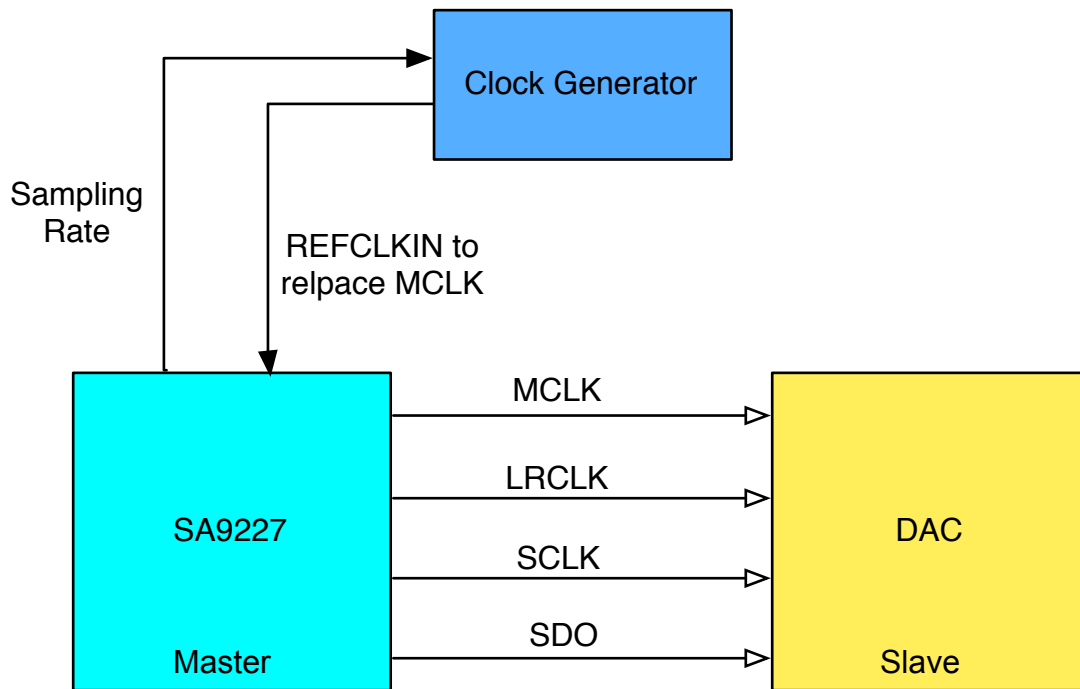 Clock Generator
Sampling
Rate
REFCLKIN to
relpace MCLK
MCLK
LRCLK
SA9227
DAC
SCLK
SDO
Master
Slave